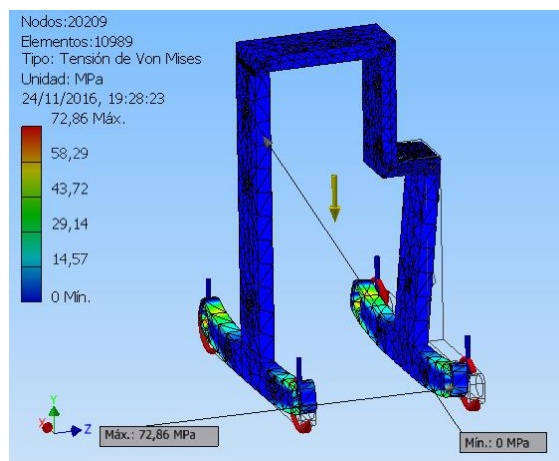 Nodos:20209
Elementos:10989
Tipo: Tensión de Von Mises
Unidad: MPa
24/11/2016, 19:28:23
72,86 Máx.
58,29
43,72
29,14
14,57
0 Mín.
Y
X
Z
Máx.: 72,86 MPa
Mín.: 0 MPa